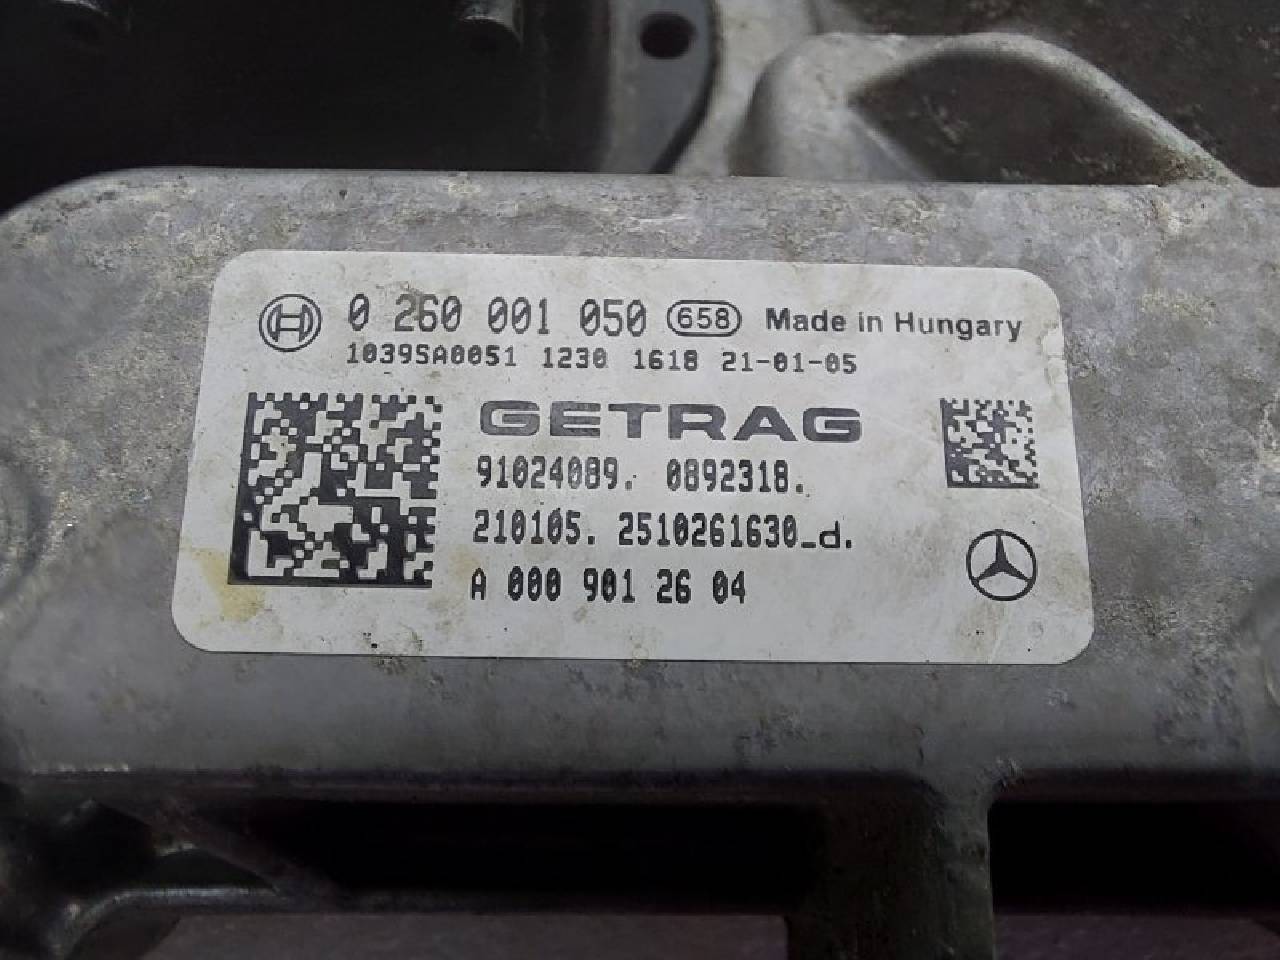 0 260 001 050 658 Made in Hungary
1039SA0051 1230 1618 21-01-05
GETRAG
91024089. 0892318.
210105. 2510261630_d.
A 000 901 26 04